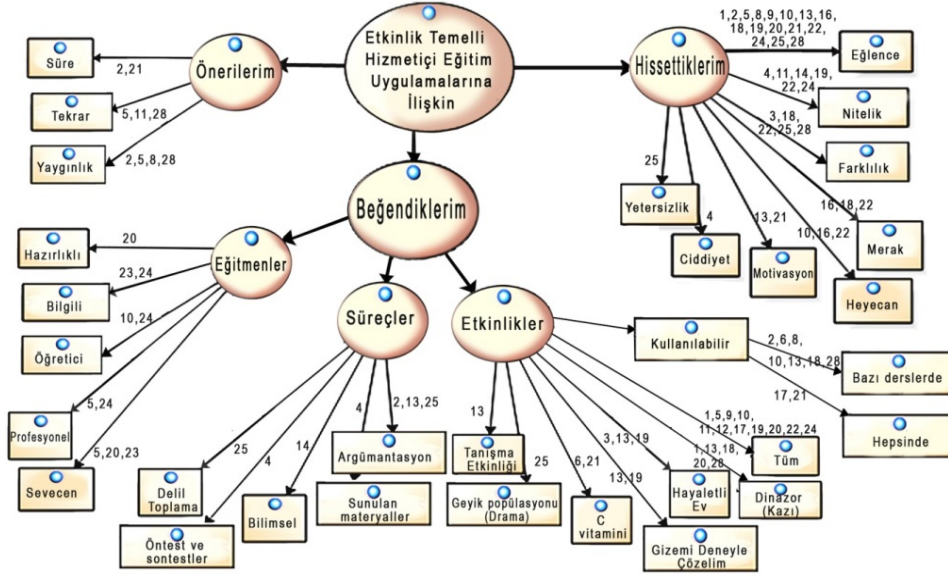 Etkinlik Temelli
Hizmetiçi Eğitim
Uygulamalarına
İlişkin
Önerilerim
Süre
2,21
Tekrar
5,11,28
Yaygınlık
2,5,8,28
Hissettiklerim
1,2,5,8,9,10,13,16,
18,19,20,21,22,
24,25,28
Eğlence
4,11,14,19,
22,24
Nitelik
3,18,
22,25,28
Farklılık
16,18,22
Merak
10,16,22
Heyecan
13,21
Motivasyon
4
Ciddiyet
25
Yetersizlik
Beğendiklerim
Eğitmenler
20
Hazırlıklı
23,24
Bilgili
10,24
Öğretici
5,24
Profesyonel
5,20,23
Sevecen
Süreçler
25
Delil
Toplama
4
Öntest ve
sontestler
14
Bilimsel
4
Sunulan
materyaller
2,13,25
Argümantasyon
Etkinlikler
13
Tanışma
Etkinliği
25
Geyik popülasyonu
(Drama)
6,21
C
vitamini
13,19
Gizemi Deneyle
Çözelim
3,13,19
Hayaletli
Ev
1,13,18,
20,28
Dinazor
(Kazı)
1,5,9,10,
11,12,17,19,20,22,24
Tüm
Kullanılabilir
2,6,8,
10,13,18,28
Bazı derslerde
17,21
Hepsinde